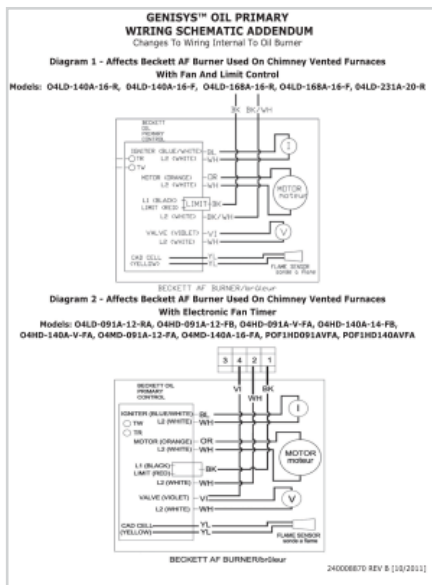 GENISYS™ OIL PRIMARY
WIRING SCHEMATIC ADDENDUM
Changes To Wiring Internal To Oil Burner
Diagram 1 - Affects Beckett AF Burner Used On Chimney Vented Furnaces
With Fan And Limit Control
Models: O4LD-140A-16-R, O4LD-140A-16-F, O4LD-168A-16-R, O4LD-168A-16-F, O4LD-231A-20-R
BK BK/WH
BECKETT
OIL
PRIMARY
CONTROL
IGNITER (BLUE/WHITE) BL
I
TR L2 (WHITE) WH
TW
MOTOR (ORANGE) OR
L2 (WHITE) WH
MOTOR
moteur
L1 (BLACK)
LIMIT (RED)
LIMIT BK
L2 (WHITE) BK/WH
VALVE (VIOLET) VI
V
L2 (WHITE) WH
CAD CELL YL
(YELLOW) YL
FLAME SENSOR
sonde a flame
BECKETT AF BURNER/brûleur
Diagram 2 - Affects Beckett AF Burner Used On Chimney Vented Furnaces
With Electronic Fan Timer
Models: O4LD-091A-12-RA, O4HD-091A-12-FB, O4HD-091A-V-FA, O4HD-140A-14-FB,
O4HD-140A-V-FA, O4MD-091A-12-FA, O4MD-140A-16-FA, POF1HD091AVFA, POF1HD140AVFA
3 4 2 1
VI WH BK
BECKETT OIL
PRIMARY
CONTROL
IGNITER (BLUE/WHITE) BL
I
TW L2 (WHITE) WH
TR
MOTOR (ORANGE) OR
L2 (WHITE) WH
MOTOR
moteur
L1 (BLACK)
LIMIT (RED)
BK
L2 (WHITE) WH
VALVE (VIOLET) VI
V
L2 (WHITE) WH
CAD CELL YL
(YELLOW) YL
FLAME SENSOR
sonde a flame
BECKETT AF BURNER/brûleur
240008870 REV B [10/2011]